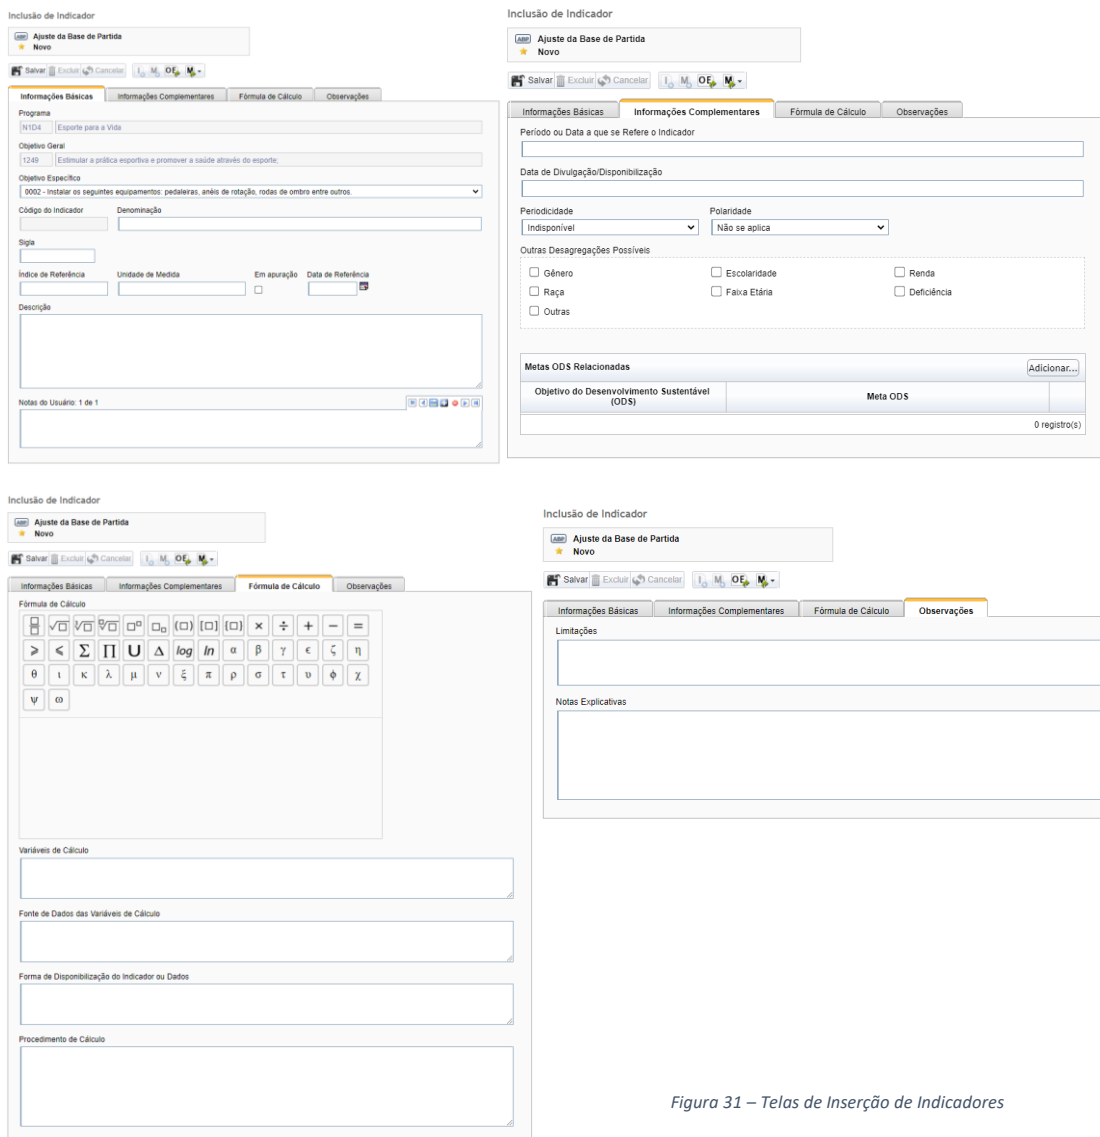 Inclusão de Indicador
ABP Ajuste da Base de Partida
Novo
Salvar Excluir Cancelar I M OE M
Informações Básicas Informações Complementares Fórmula de Cálculo Observações
Programa
N1D4 Esporte para a Vida
Objetivo Geral
1249 Estimular a prática esportiva e promover a saúde através do esporte;
Objetivo Específico
0002 - Instalar os seguintes equipamentos: pedaleiras, anéis de rotação, rodas de ombro entre outros.
Código do Indicador Denominação
Sigla
Índice de Referência Unidade de Medida Em apuração Data de Referência
Descrição
Notas do Usuário: 1 de 1
Inclusão de Indicador
ABP Ajuste da Base de Partida
Novo
Salvar Excluir Cancelar I M OE M
Informações Básicas Informações Complementares Fórmula de Cálculo Observações
Período ou Data a que se Refere o Indicador
Data de Divulgação/Disponibilização
Periodicidade Polaridade
Indisponível Não se aplica
Outras Desagregações Possíveis
Gênero Escolaridade Renda
Raça Faixa Etária Deficiência
Outras
Metas ODS Relacionadas Adicionar...
Objetivo do Desenvolvimento Sustentável
(ODS) Meta ODS
0 registro(s)
Inclusão de Indicador
ABP Ajuste da Base de Partida
Novo
Salvar Excluir Cancelar I M OE M
Informações Básicas Informações Complementares Fórmula de Cálculo Observações
Fórmula de Cálculo
(□) [□] {□} × ÷ + − =
> < Σ ∏ U Δ log ln α β γ ϵ ζ η
θ ι κ λ μ ν ξ π ρ σ τ υ ϕ χ
ψ ω
Variáveis de Cálculo
Fonte de Dados das Variáveis de Cálculo
Forma de Disponibilização do Indicador ou Dados
Procedimento de Cálculo
Inclusão de Indicador
ABP Ajuste da Base de Partida
Novo
Salvar Excluir Cancelar I M OE M
Informações Básicas Informações Complementares Fórmula de Cálculo Observações
Limitações
Notas Explicativas
Figura 31 – Telas de Inserção de Indicadores